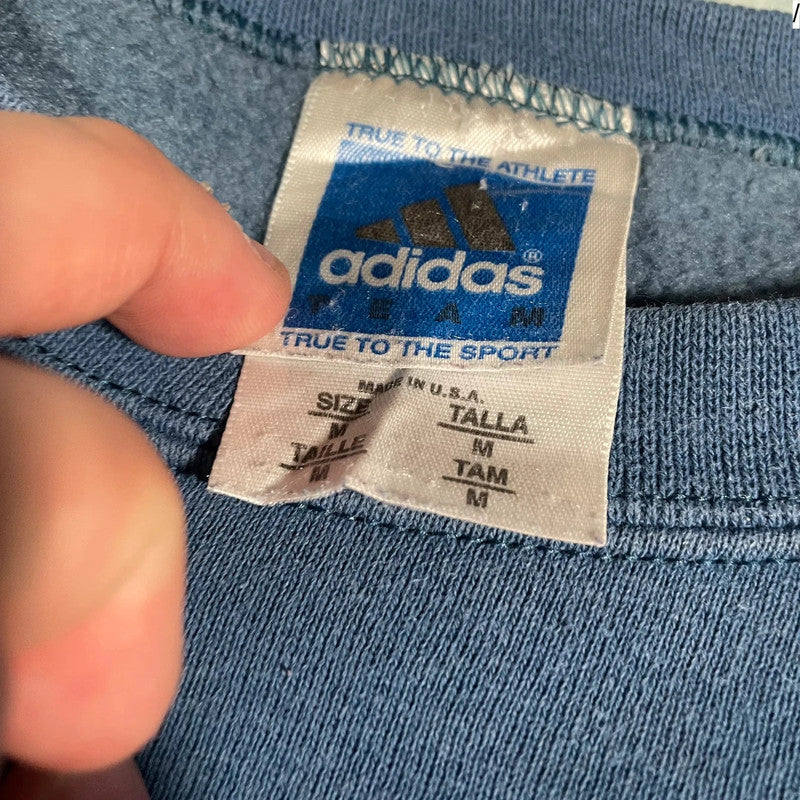 TRUE TO THE ATHLETE
adidas®
TEAM
TRUE TO THE SPORT
MADE IN U.S.A.
SIZE TALLA
M M
TAILLE TAM
M M